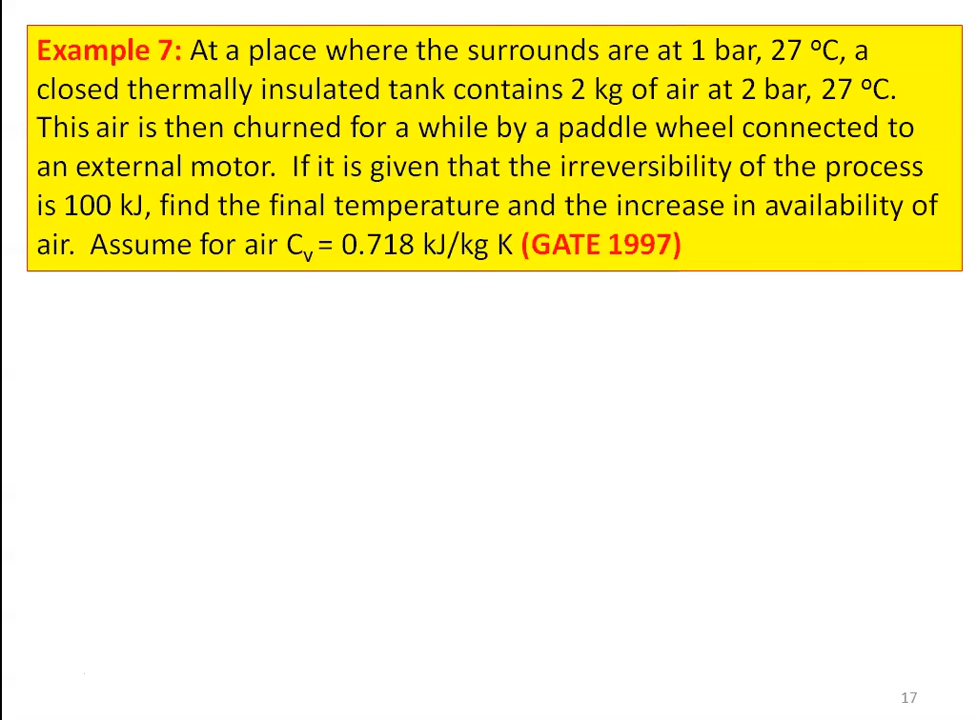 Example 7: At a place where the surrounds are at 1 bar, 27 ºC, a
closed thermally insulated tank contains 2 kg of air at 2 bar, 27 ºC.
This air is then churned for a while by a paddle wheel connected to
an external motor. If it is given that the irreversibility of the process
is 100 kJ, find the final temperature and the increase in availability of
air. Assume for air Cv = 0.718 kJ/kg K (GATE 1997)
17